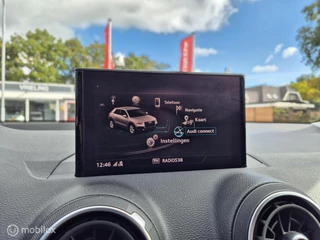 VRIELING
Telefoon
Navigatie
Kaart
Audi connect
Instellingen
12:46
RADIO538
mobilox